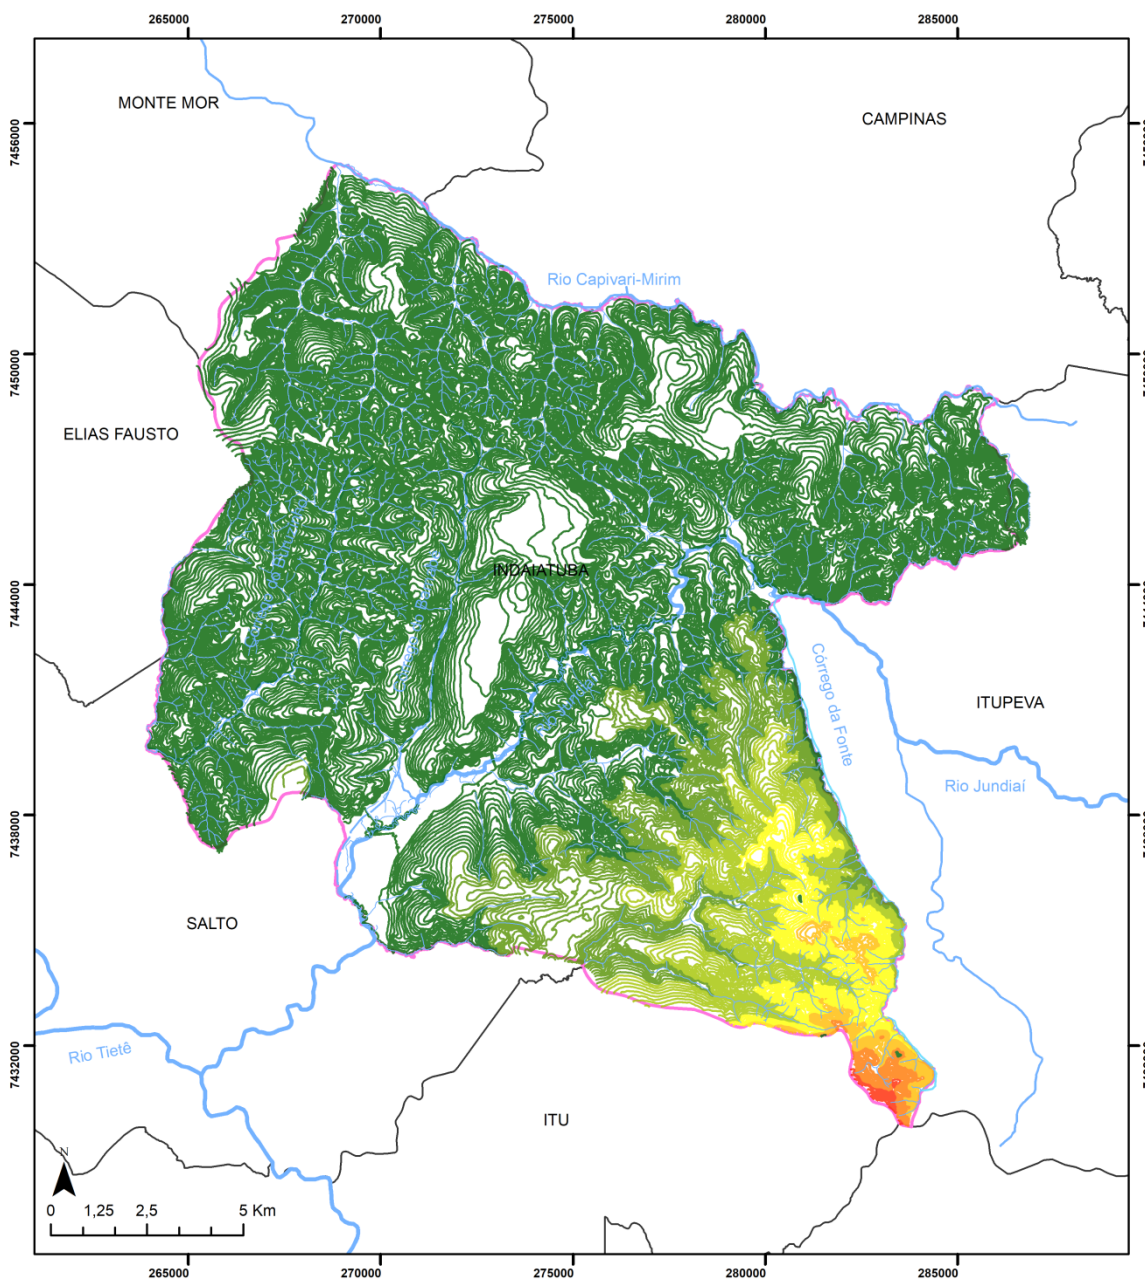 265000 270000 275000 280000 285000
MONTE MOR
CAMPINAS
7456000
Rio Capivari-Mirim
7450000
ELIAS FAUSTO
INDAIATUBA
7444000
Córrego da Fonte
ITUPEVA
Rio Jundiaí
7438000
SALTO
Rio Tietê
7432000
ITU
N
0 1,25 2,5 5 Km
265000 270000 275000 280000 285000